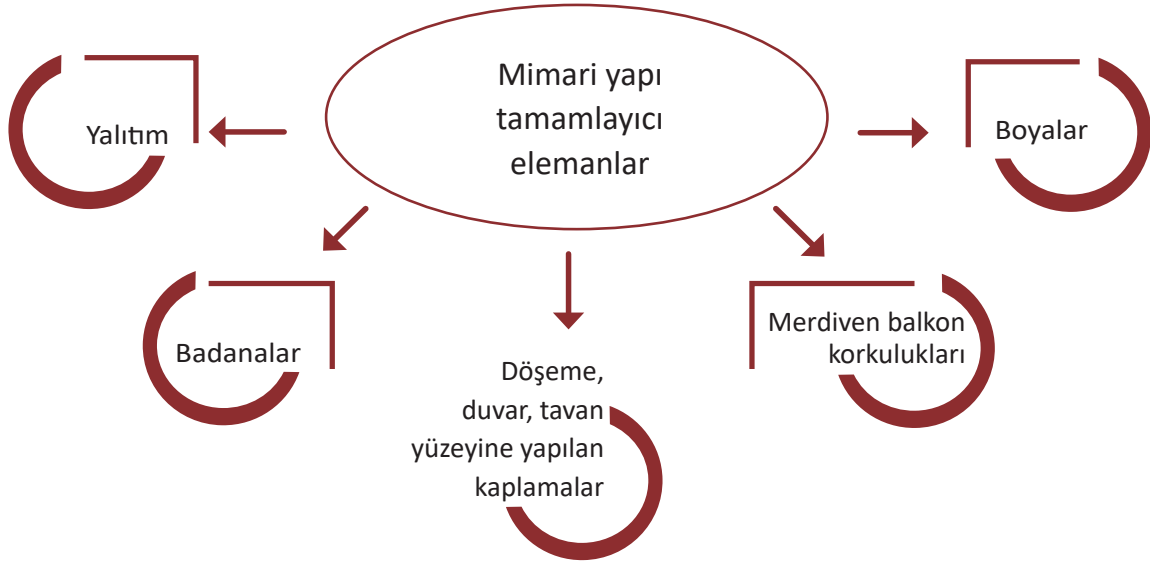 Mimari yapı
tamamlayıcı
elemanlar
Yalıtım
Boyalar
Badanalar
Merdiven balkon
korkulukları
Döşeme,
duvar, tavan
yüzeyine yapılan
kaplamalar